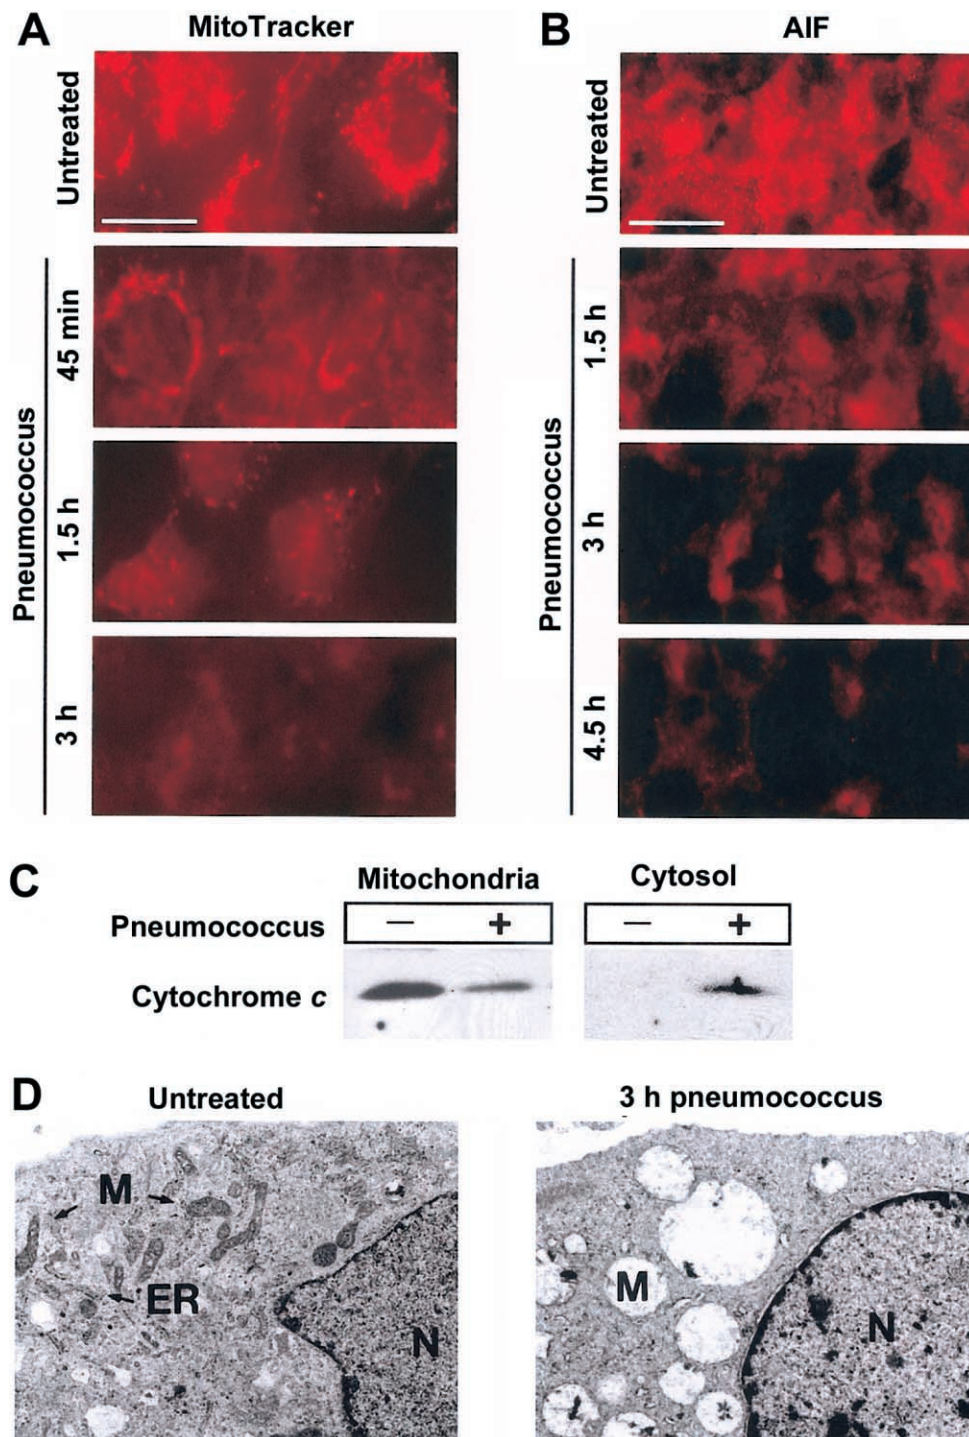 A
MitoTracker
Untreated
Pneumococcus
45 min
1.5 h
3 h
B
AIF
Untreated
Pneumococcus
1.5 h
3 h
4.5 h
C
Mitochondria
Cytosol
Pneumococcus
— +
— +
Cytochrome c
D
Untreated
3 h pneumococcus
M
ER
N
M
N